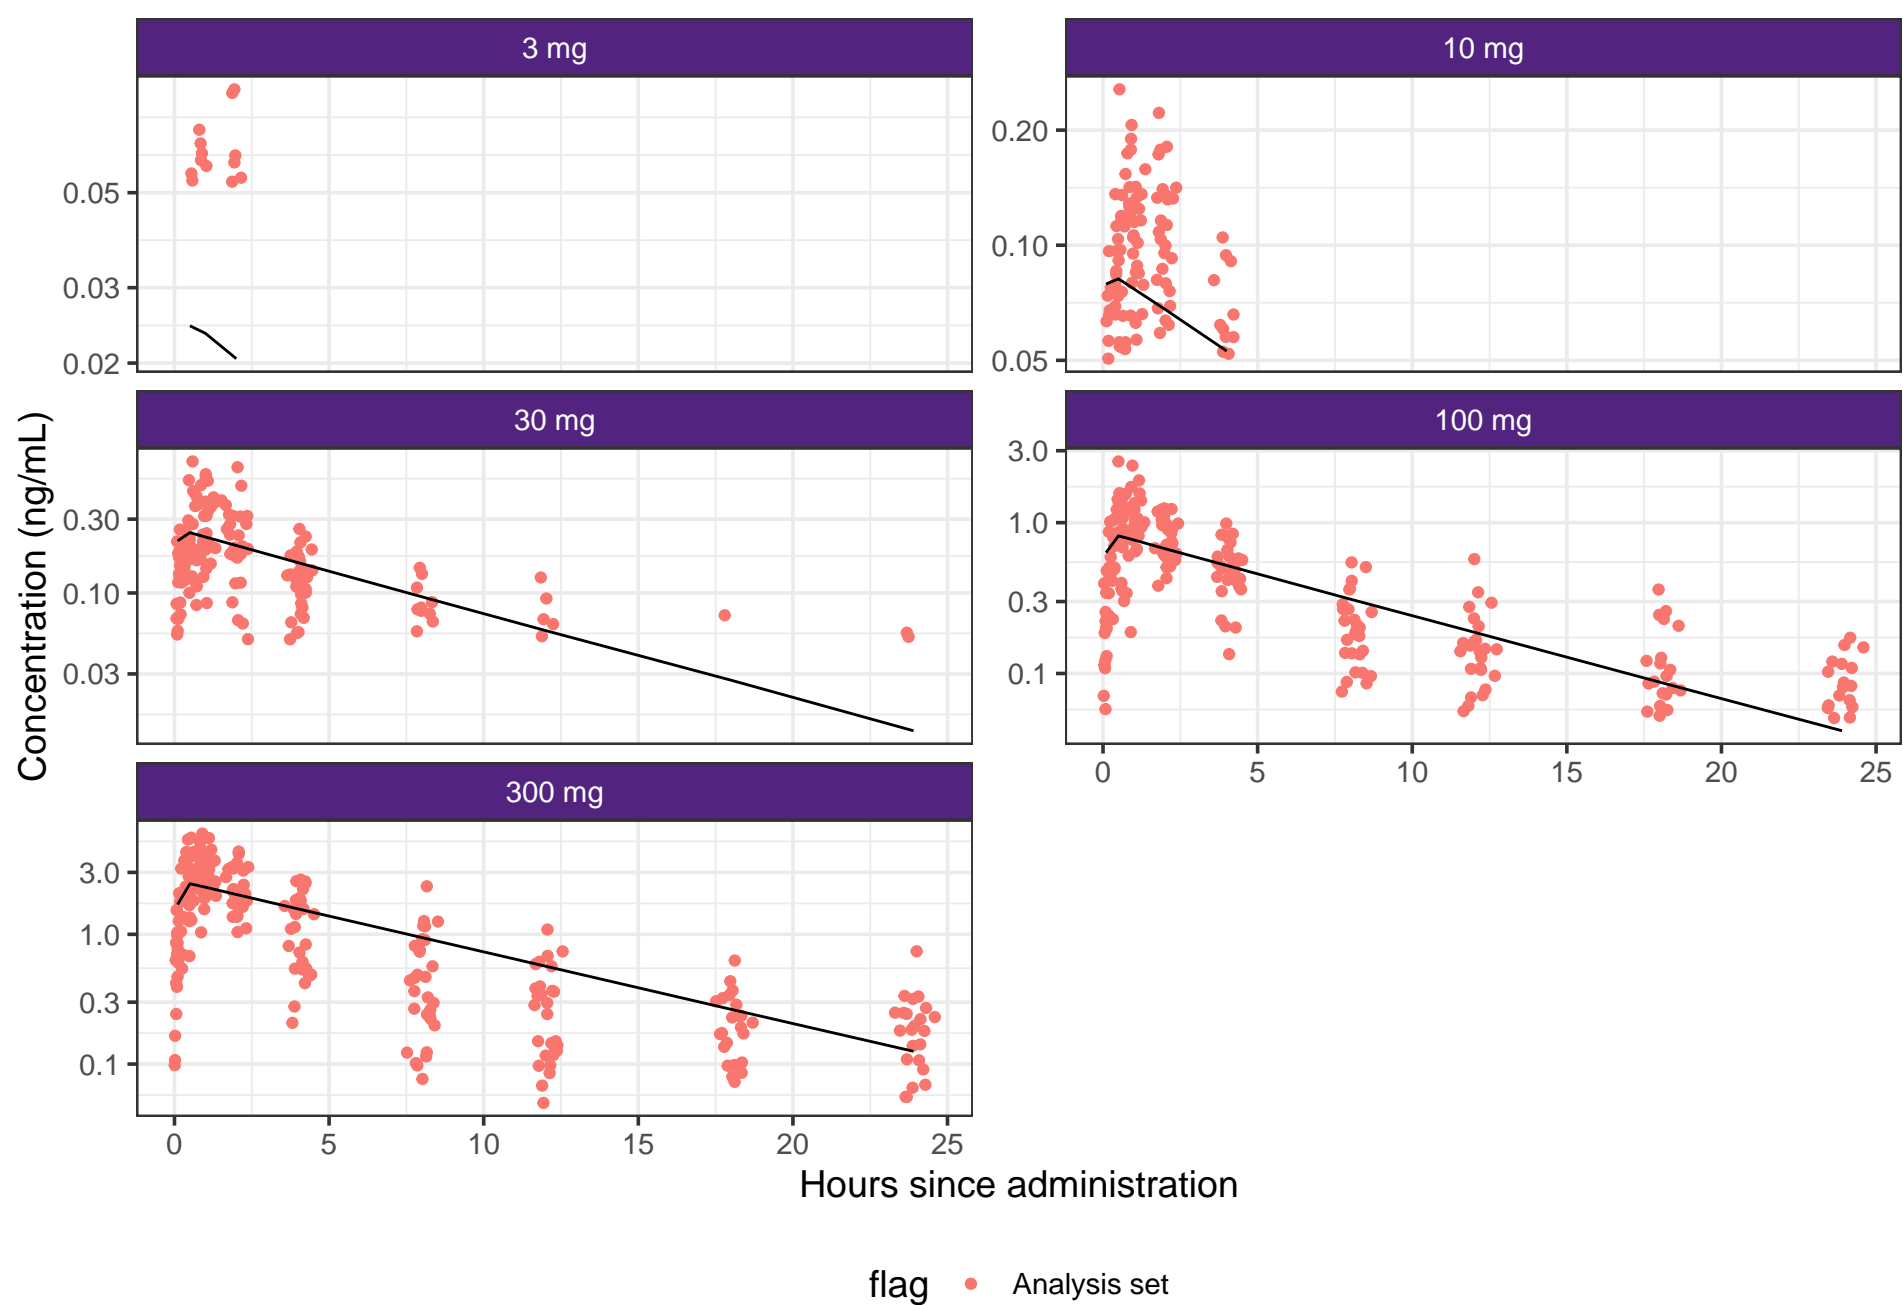 3 mg
10 mg
0.05
0.03
0.02
0.20
0.10
0.05
30 mg
100 mg
0.30
0.10
0.03
3.0
1.0
0.3
0.1
0 5 10 15 20 25
300 mg
3.0
1.0
0.3
0.1
0 5 10 15 20 25
Concentration (ng/mL)
Hours since administration
flag Analysis set